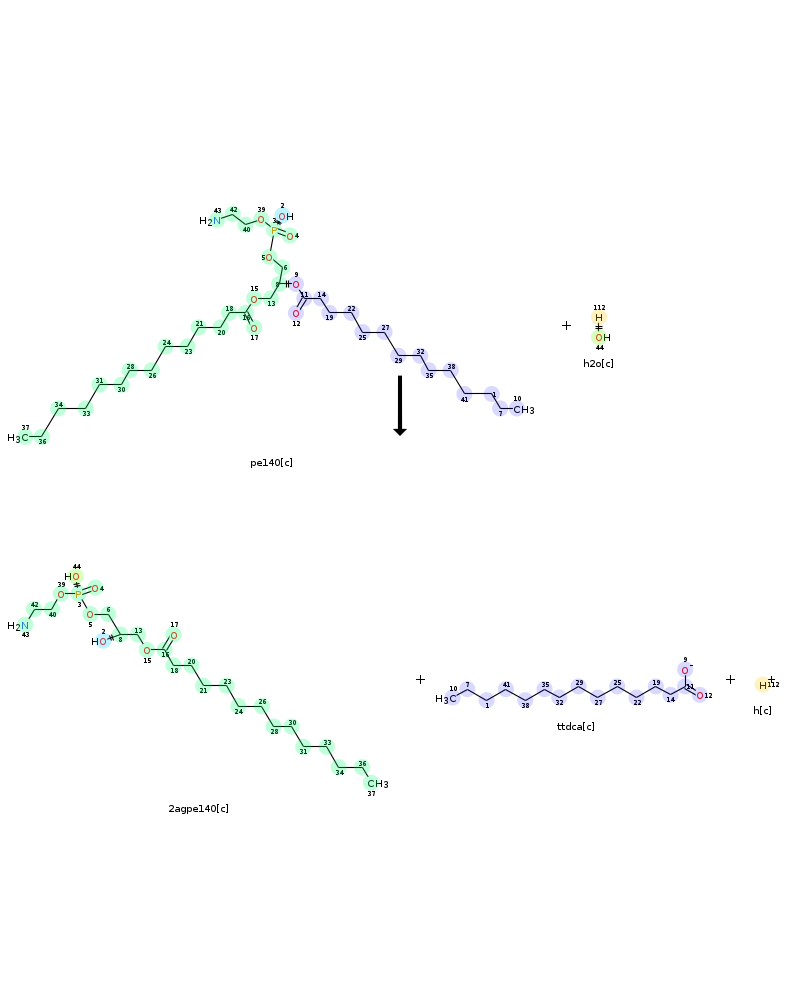 43 42 39 2 3
H₂N O OH
40 P O 4
5 O 6
9
15 8 O
O 11 14
18 16 13 12 O 19 22
21 20 O 17 25 27
24 23 29 32
28 26 35 38
31 30 41 1 10
34 33 7 CH3
37
H₃C 36
+
112
H
OH
44
h2o[c]
pe140[c]
44
HO
39
O P O 4
42 40 3
H₂N 5 O 6
43 2 8 13
HO O 15
17
O
16
18 20
21 23
24 26
28 30
31 33
34 36
CH3
37
2agpe140[c]
+
10 7 41 35 29 25 19 9 O-
H₃C 1 38 32 27 22 14 11 O 12
ttdca[c]
+
H+ 112
h[c]